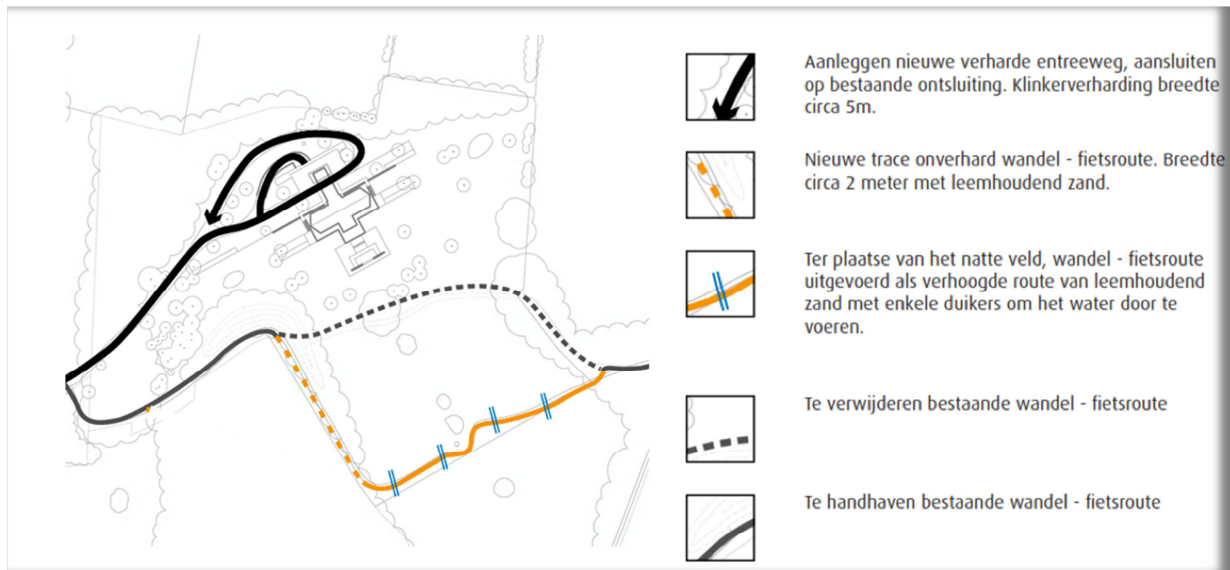 Aanleggen nieuwe verharde entreeweg, aansluiten
op bestaande ontsluiting. Klinkerverharding breedte
circa 5m.
Nieuwe trace onverhard wandel - fietsroute. Breedte
circa 2 meter met leemhoudend zand.
Ter plaatse van het natte veld, wandel - fietsroute
uitgevoerd als verhoogde route van leemhoudend
zand met enkele duikers om het water door te
voeren.
Te verwijderen bestaande wandel - fietsroute
Te handhaven bestaande wandel - fietsroute